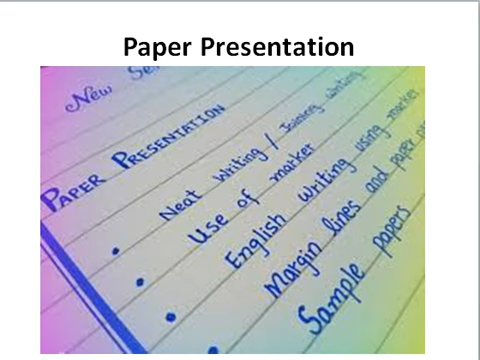 Paper Presentation
New Se
PAPER PRESENTATION
Neat Writing / Joining writing
Use of marker
English writing using marker
Margin lines and paper
Sample papers